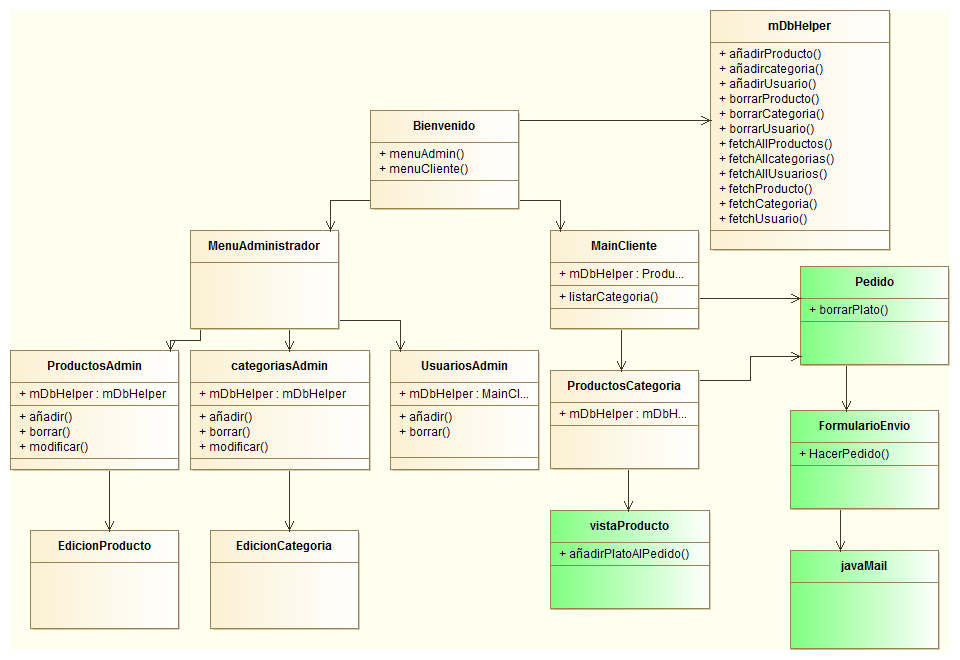 mDbHelper
+ añadirProducto()
+ añadircategoria()
+ añadirUsuario()
+ borrarProducto()
+ borrarCategoria()
+ borrarUsuario()
+ fetchAllProductos()
+ fetchAllcategorias()
+ fetchAllUsuarios()
+ fetchProducto()
+ fetchCategoria()
+ fetchUsuario()
Bienvenido
+ menuAdmin()
+ menuCliente()
MenuAdministrador
MainCliente
+ mDbHelper : Produ...
+ listarCategoria()
Pedido
+ borrarPlato()
ProductosAdmin
+ mDbHelper : mDbHelper
+ añadir()
+ borrar()
+ modificar()
categoriasAdmin
+ mDbHelper : mDbHelper
+ añadir()
+ borrar()
+ modificar()
UsuariosAdmin
+ mDbHelper : MainCl...
+ añadir()
+ borrar()
ProductosCategoria
+ mDbHelper : mDbH...
FormularioEnvio
+ HacerPedido()
EdicionProducto
EdicionCategoria
vistaProducto
+ añadirPlatoAlPedido()
javaMail